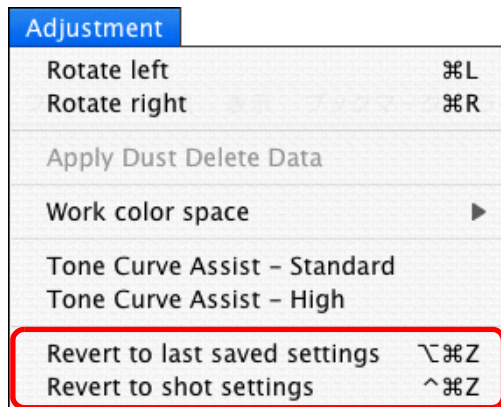 Adjustment
Rotate left ⌘L
Rotate right ⌘R
Apply Dust Delete Data
Work color space ▶
Tone Curve Assist – Standard
Tone Curve Assist – High
Revert to last saved settings ⌥⌘Z
Revert to shot settings ^⌘Z